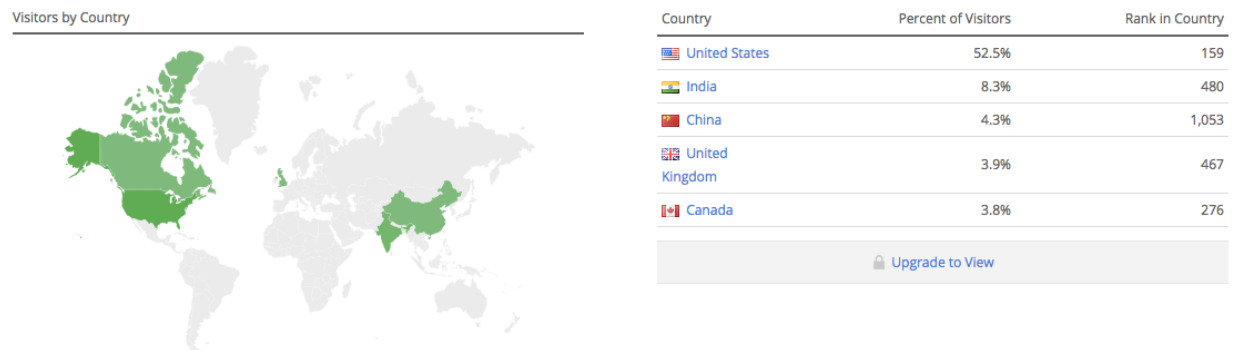 Visitors by Country
Country Percent of Visitors Rank in Country
United States 52.5% 159
India 8.3% 480
China 4.3% 1,053
United
Kingdom 3.9% 467
Canada 3.8% 276
Upgrade to View